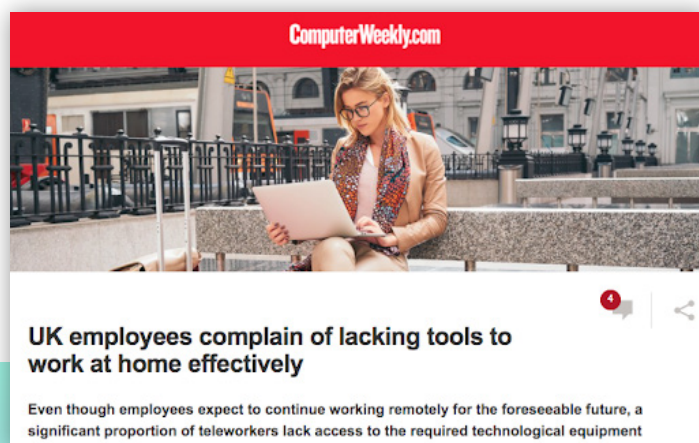 ComputerWeekly.com
4
UK employees complain of lacking tools to
work at home effectively
Even though employees expect to continue working remotely for the foreseeable future, a
significant proportion of teleworkers lack access to the required technological equipment